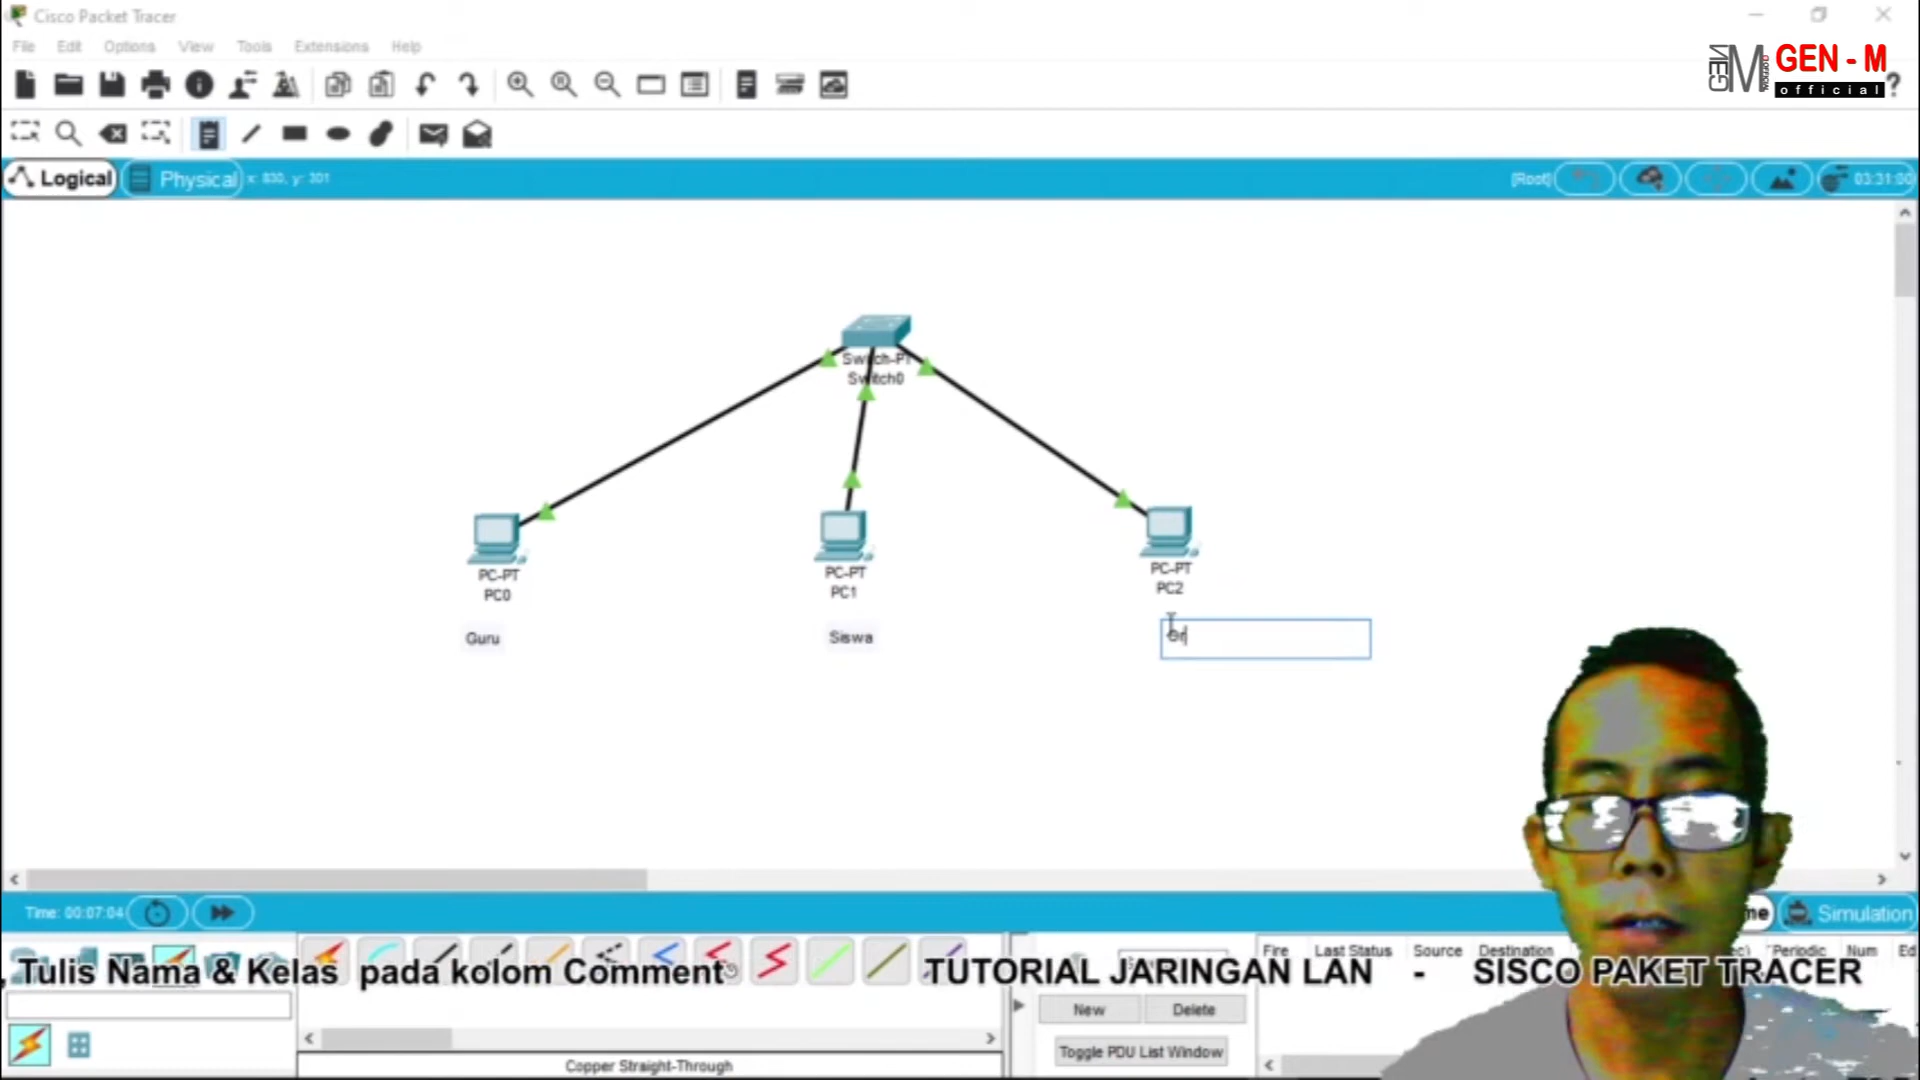 Cisco Packet Tracer
File Edit Options View Tools Extensions Help
GEN - M
official
Logical Physical x: 830, y: 301 [Root] 03:31:00
Switch-PT
Switch0
PC-PT
PC0
PC-PT
PC1
PC-PT
PC2
Guru
Siswa
Or
Time: 00:07:04 Simulation
Fire Last Status Source Destination Periodic Num Ed
, Tulis Nama & Kelas pada kolom Comment TUTORIAL JARINGAN LAN - SISCO PAKET TRACER
New Delete
Toggle PDU List Window
Copper Straight-Through